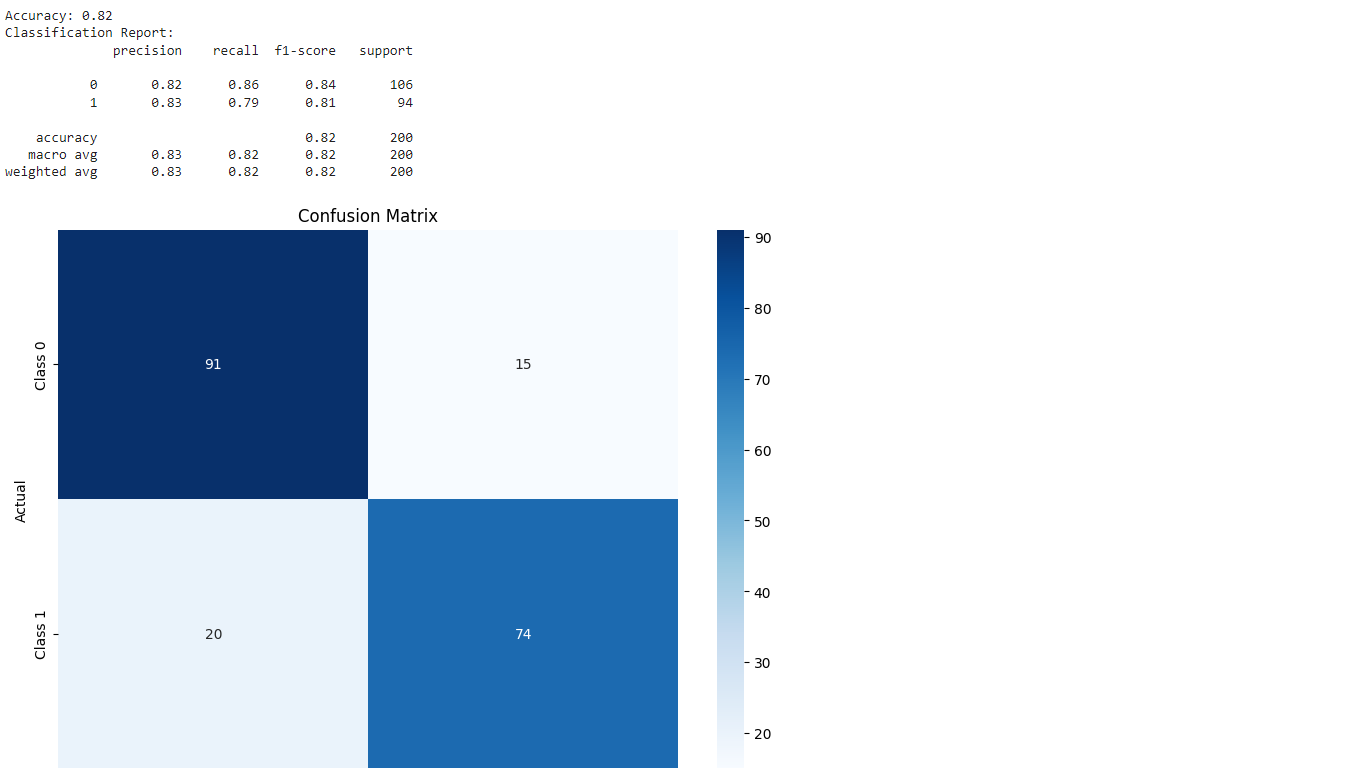 Accuracy: 0.82
Classification Report:
precision recall f1-score support
0 0.82 0.86 0.84 106
1 0.83 0.79 0.81 94
accuracy 0.82 200
macro avg 0.83 0.82 0.82 200
weighted avg 0.83 0.82 0.82 200
Confusion Matrix
Actual
Class 0
91 15
Class 1
20 74
90
80
70
60
50
40
30
20